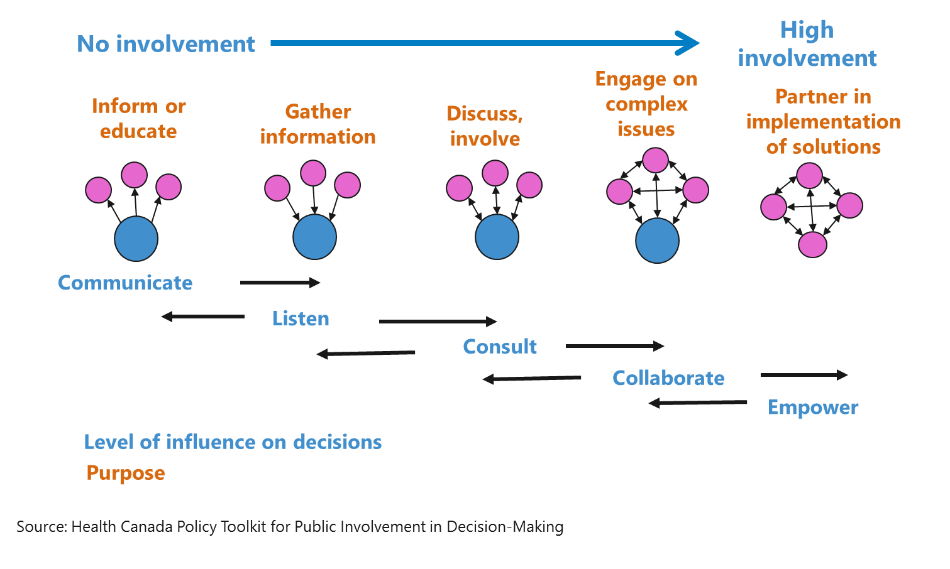 No involvement
High
involvement
Inform or
educate
Gather
information
Discuss,
involve
Engage on
complex
issues
Partner in
implementation
of solutions
Communicate
Listen
Consult
Collaborate
Empower
Level of influence on decisions
Purpose
Source: Health Canada Policy Toolkit for Public Involvement in Decision-Making